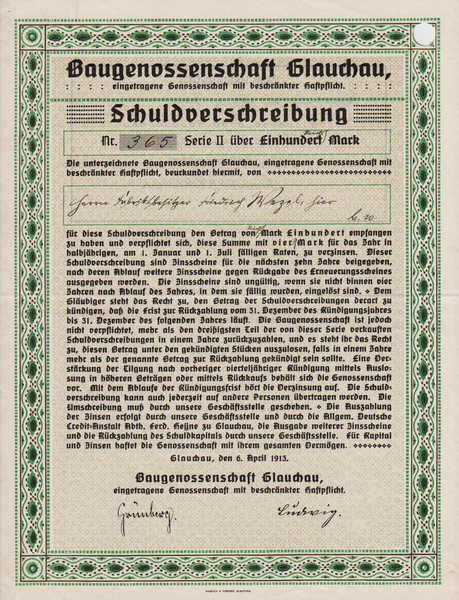 Baugenossenschaft Glauchau,
: : : : eingetragene Genossenschaft mit beschränkter Haftpflicht. : : : :
Schuldverschreibung
Nr. 365 Serie II über Einhundert Mark
Die unterzeichnete Baugenossenschaft Glauchau, eingetragene Genossenschaft mit
beschränkter Haftpflicht, beurkundet hiermit, von
Herrn Fabrikbesitzer Friedrich Wezel, hier
für diese Schuldverschreibung den Betrag von Mark Einhundert empfangen
zu haben und verpflichtet sich, diese Summe mit vier Mark für das Jahr in
halbjährigen, am 1. Januar und 1. Juli fälligen Raten, zu verzinsen. Dieser
Schuldverschreibung sind Zinsscheine für die nächsten zehn Jahre beigegeben,
nach deren Ablauf weitere Zinsscheine gegen Rückgabe des Erneuerungsscheines
ausgegeben werden. Die Zinsscheine sind ungültig, wenn sie nicht binnen vier
Jahren nach Ablauf des Jahres, in dem sie fällig wurden, eingelöst sind. Dem
Gläubiger steht das Recht zu, den Betrag der Schuldverschreibungen derart zu
kündigen, daß die Frist zur Rückzahlung vom 31. Dezember des Kündigungsjahres
bis 31. Dezember des folgenden Jahres läuft. Die Baugenossenschaft ist jedoch
nicht verpflichtet, mehr als den dreißigsten Teil der von dieser Serie verkauften
Schuldverschreibungen in einem Jahre zurückzuzahlen, und es steht ihr das Recht
zu, diesen Betrag unter den gekündigten Stücken auszulosen, falls in einem Jahre
mehr als der genannte Betrag zur Rückzahlung gekündigt sein sollte. Eine Ver-
stärkung der Tilgung nach vorheriger vierteljähriger Kündigung mittels Auslo-
sung in höheren Beträgen oder mittels Rückkaufs behält sich die Genossenschaft
vor. Mit dem Ablaufe der Kündigungsfrist hört die Verzinsung auf. Die Schuld-
verschreibung kann auch jederzeit auf andere Personen übertragen werden. Die
Umschreibung muß durch unsere Geschäftsstelle geschehen. Die Auszahlung
der Zinsen erfolgt durch unsere Geschäftsstelle und durch die Allgem. Deutsche
Credit-Anstalt Abth. Ferd. Heyne zu Glauchau, die Ausgabe weiterer Zinsscheine
und die Rückzahlung des Schuldkapitals durch unsere Geschäftsstelle. Für Kapital
und Zinsen haftet die Genossenschaft mit ihrem gesamten Vermögen.
Glauchau, den 6. April 1913.
Baugenossenschaft Glauchau,
eingetragene Genossenschaft mit beschränkter Haftpflicht.
Grünberg. Ludwig.